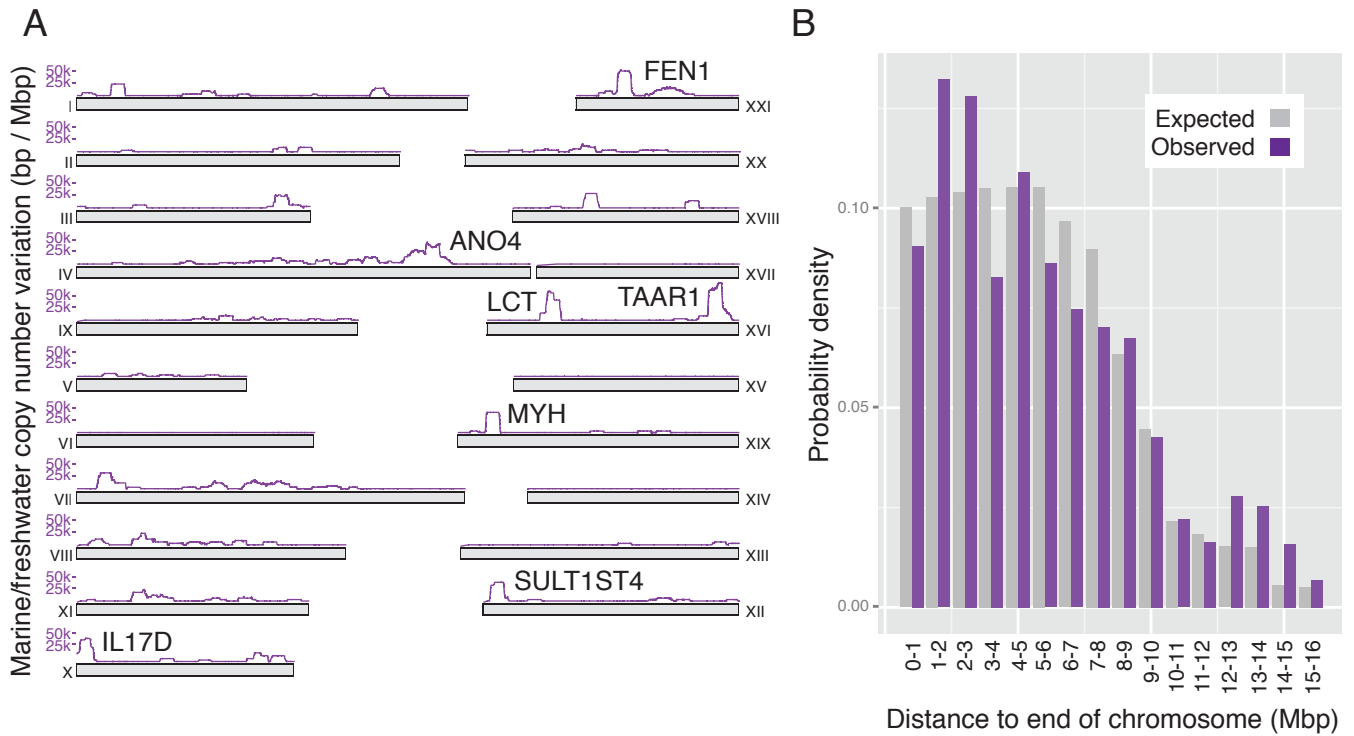 A
Marine/freshwater copy number variation (bp / Mbp)
50k-
25k-
I
FEN1
XXI
50k-
25k-
II
XX
50k-
25k-
III
XVIII
50k-
25k-
IV
ANO4
XVII
50k-
25k-
IX
LCT
TAAR1
XVI
50k-
25k-
V
XV
50k-
25k-
VI
MYH
XIX
50k-
25k-
VII
XIV
50k-
25k-
VIII
XIII
50k-
25k-
XI
SULT1ST4
XII
50k-
25k-
X
IL17D
B
Probability density
0.10
0.05
0.00
Expected
Observed
0-1
1-2
2-3
3-4
4-5
5-6
6-7
7-8
8-9
9-10
10-11
11-12
12-13
13-14
14-15
15-16
Distance to end of chromosome (Mbp)